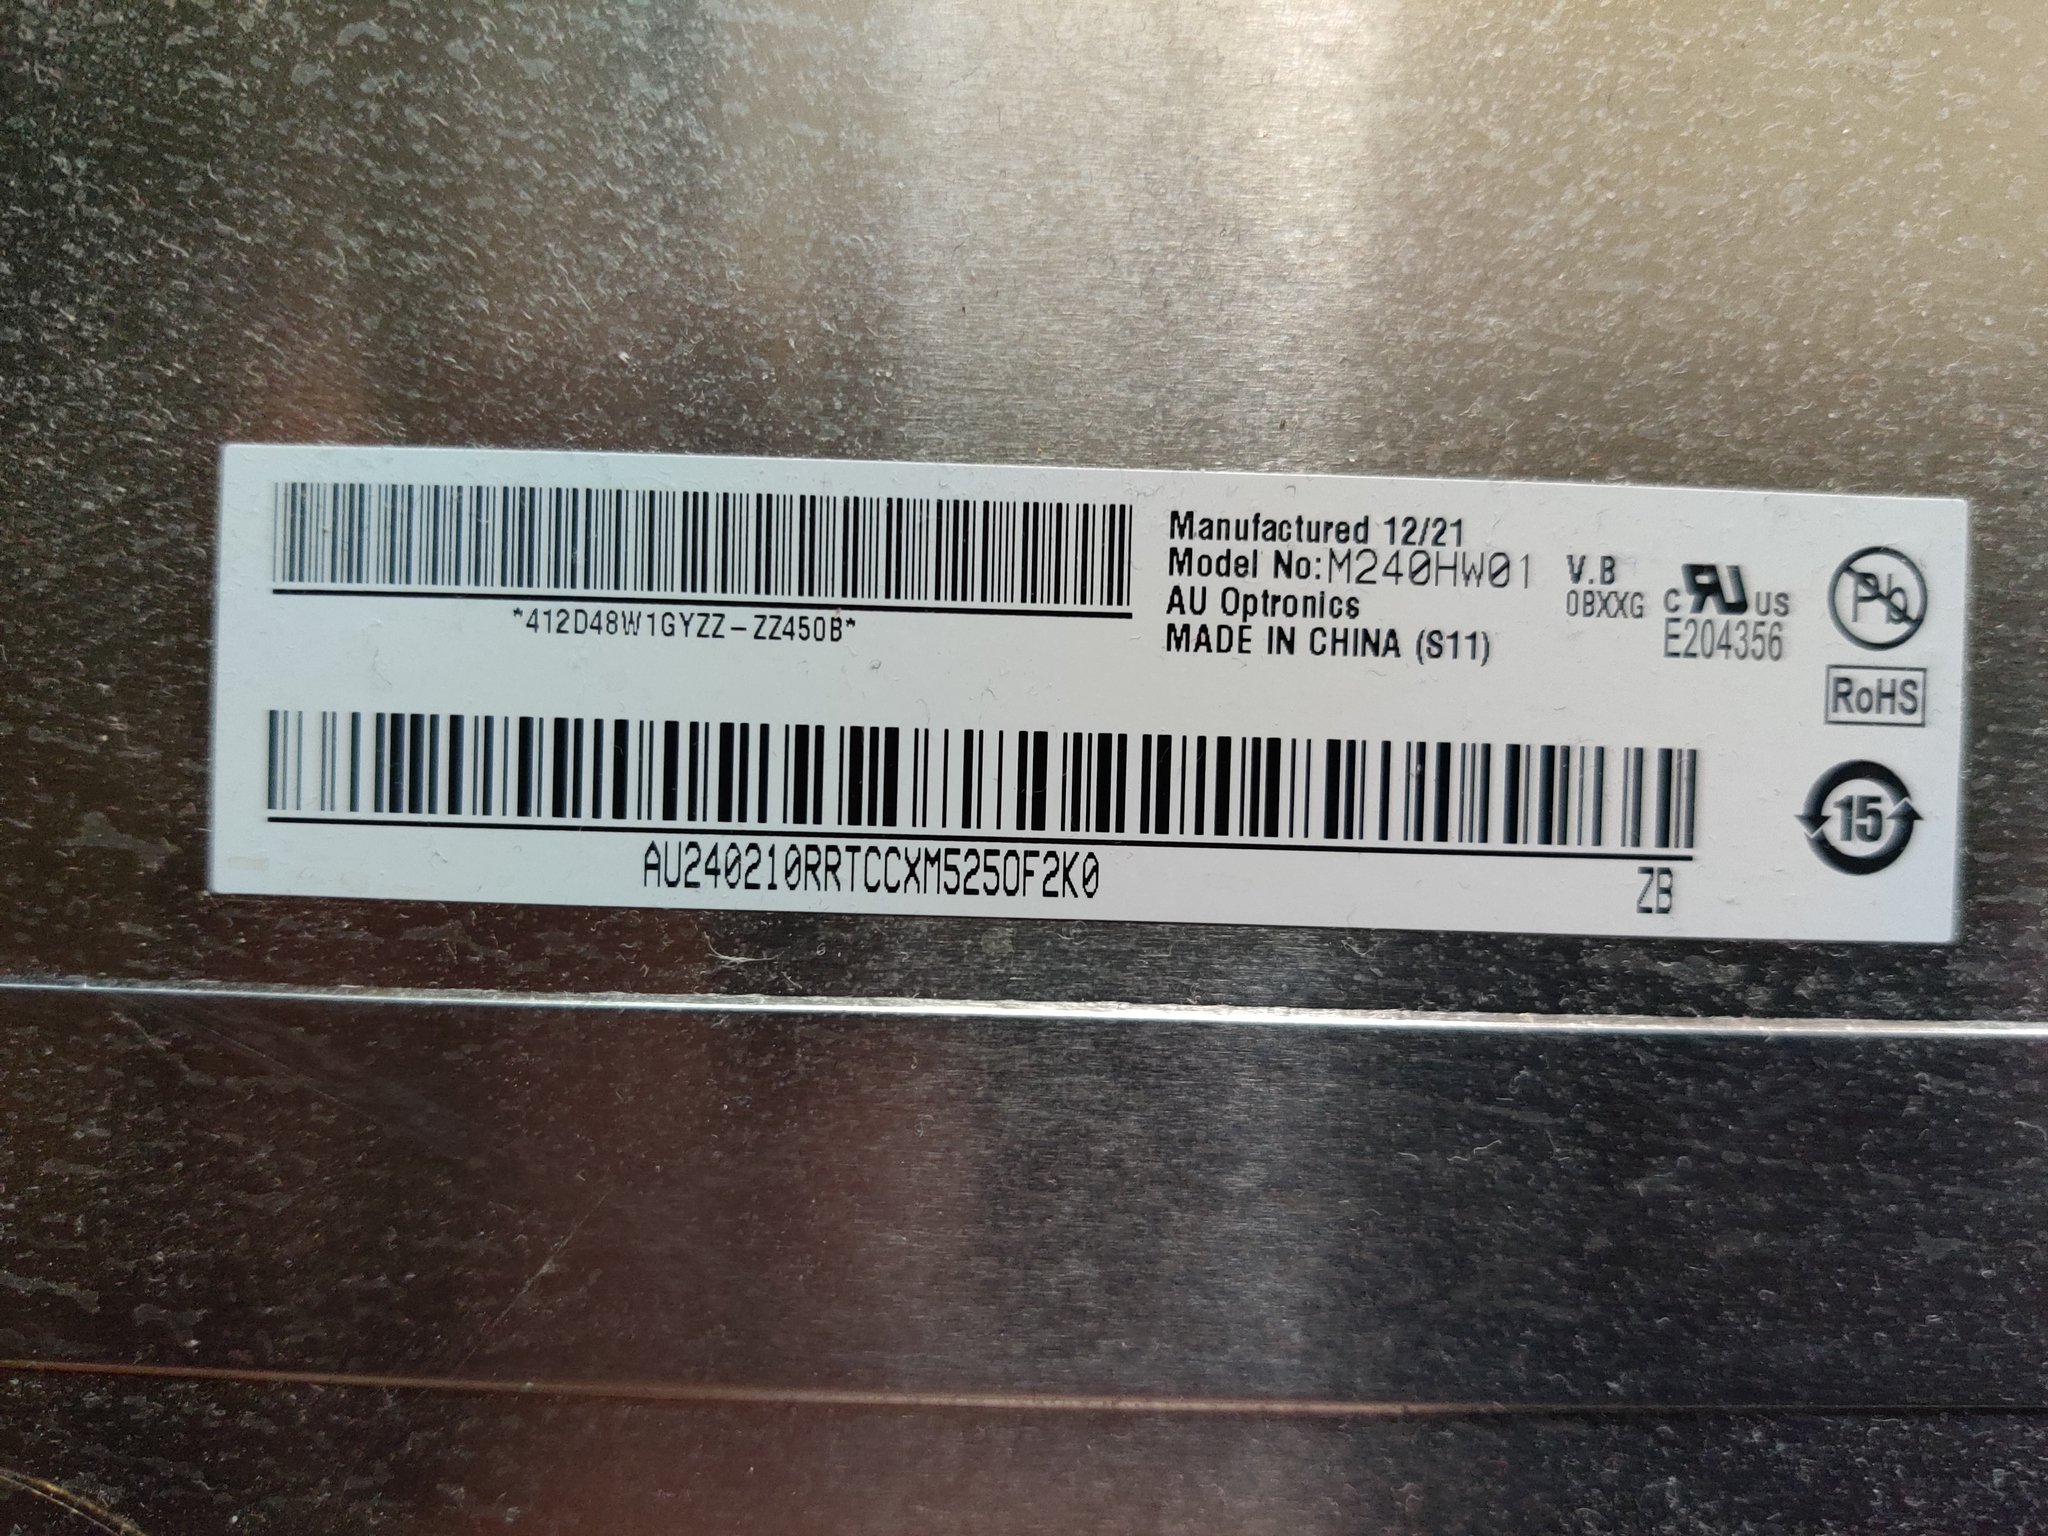 *412D48W1GYZZ-ZZ450B*
Manufactured 12/21
Model No:M240HW01 V.B
AU Optronics 0BXXG
MADE IN CHINA (S11)
C RU US
E204356
Pb
RoHS
15
AU240210RRTCCXM5250F2K0
ZB